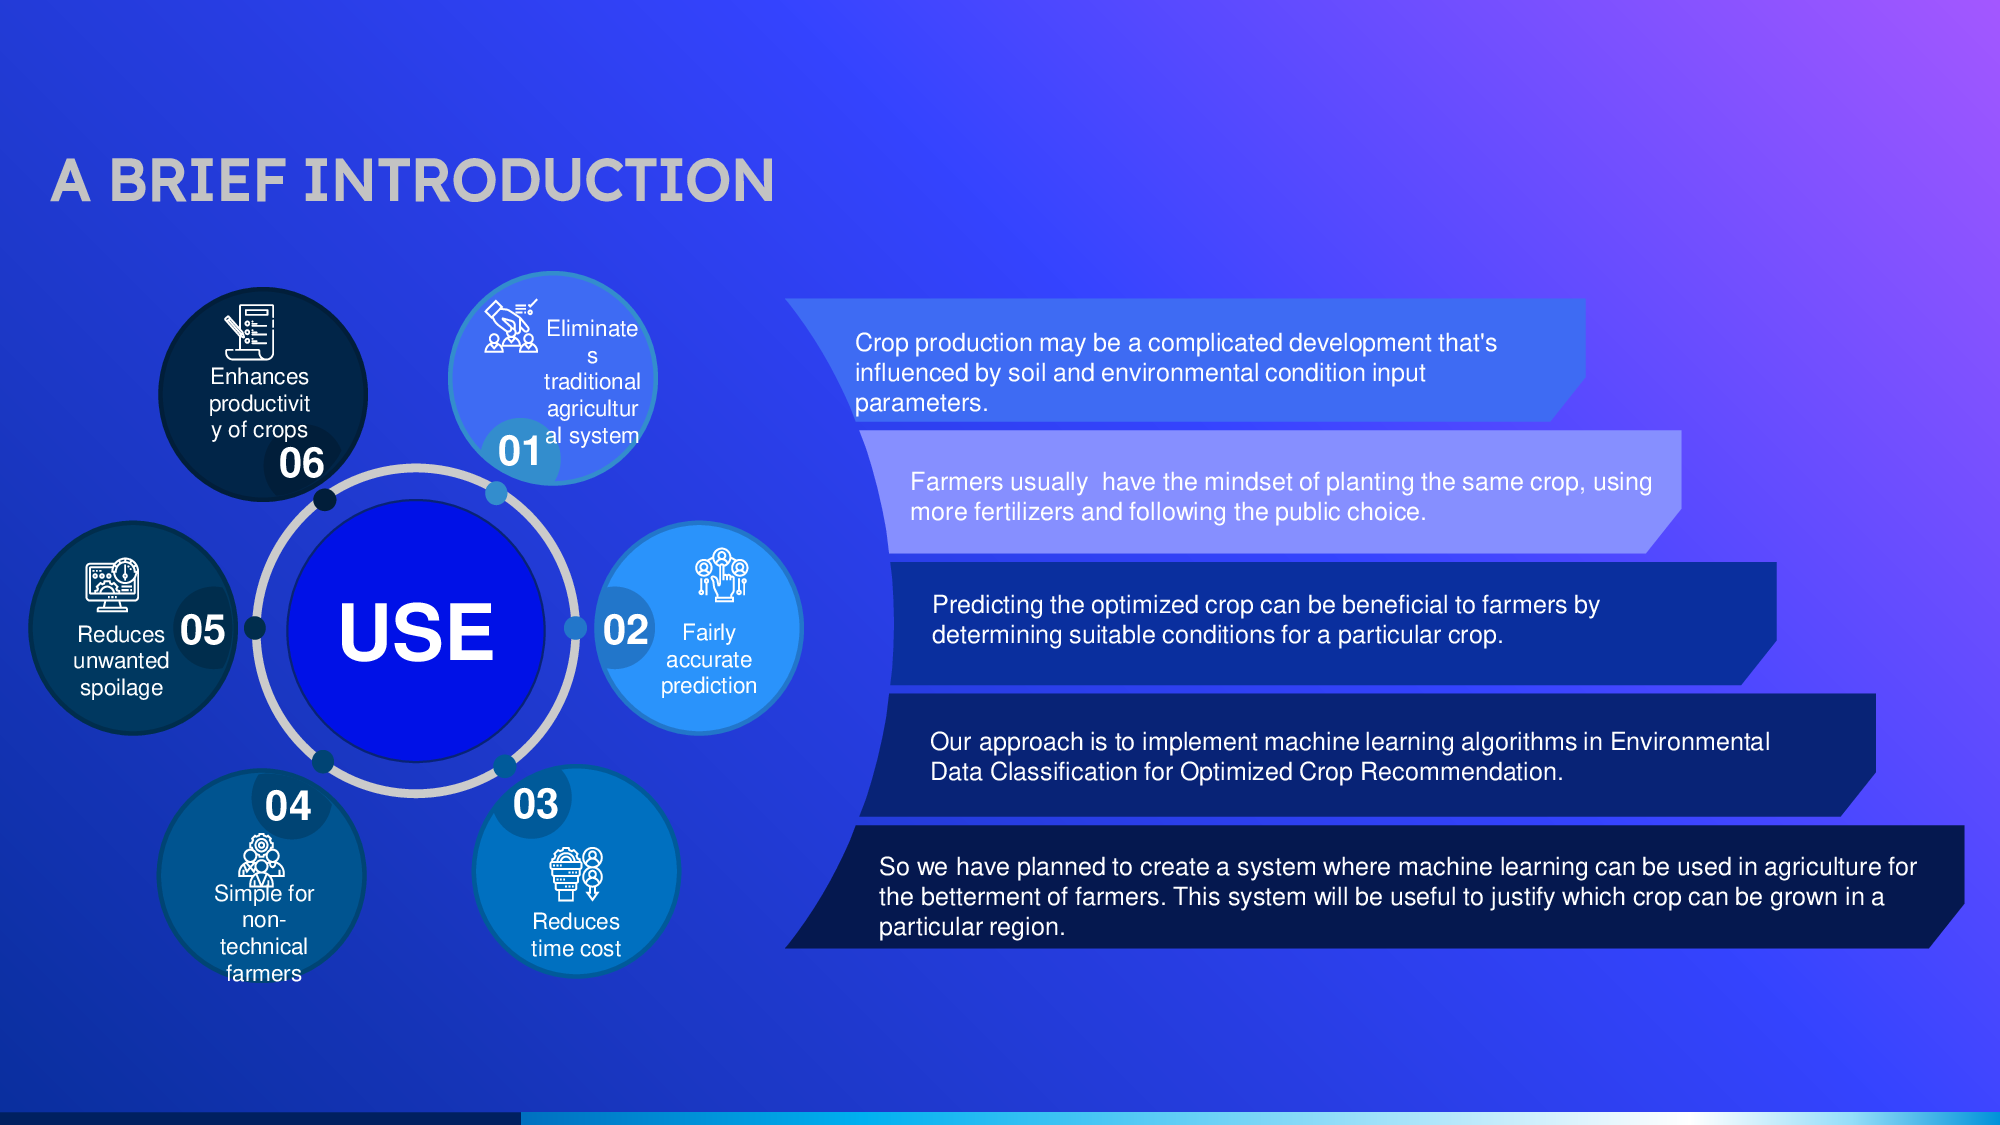 A BRIEF INTRODUCTION
Eliminate
s
traditional
agricultur
al system
01
Fairly
accurate
prediction
02
03
Reduces
time cost
04
Simple for
non-
technical
farmers
05
Reduces
unwanted
spoilage
Enhances
productivit
y of crops
06
USE
Crop production may be a complicated development that's
influenced by soil and environmental condition input
parameters.
Farmers usually  have the mindset of planting the same crop, using
more fertilizers and following the public choice.
Predicting the optimized crop can be beneficial to farmers by
determining suitable conditions for a particular crop.
Our approach is to implement machine learning algorithms in Environmental
Data Classification for Optimized Crop Recommendation.
So we have planned to create a system where machine learning can be used in agriculture for
the betterment of farmers. This system will be useful to justify which crop can be grown in a
particular region.